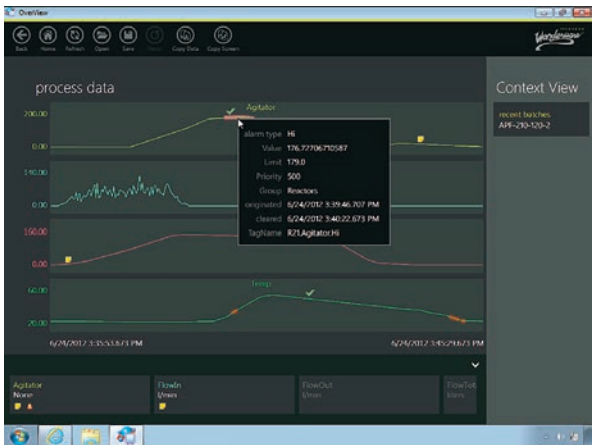 OverView
Back Home Refresh Open Save Copy Data Copy Screen
Wonderware
process data
Context View
recent batches
APF-210-120-2
Agitator
200.00
0.00
alarm type Hi
Value 176.72706710587
Limit 179.0
Priority 500
Group Reactors
originated 6/24/2012 3:39:46.707 PM
cleared 6/24/2012 3:40:22.673 PM
TagName R21.Agitator.Hi
140.00
0.00
160.00
0.00
Temp
60.00
20.00
6/24/2012 3:35:53.673 PM 6/24/2012 3:45:29.673 PM
Agitator FlowIn FlowOut FlowTot
None l/min l/min liters